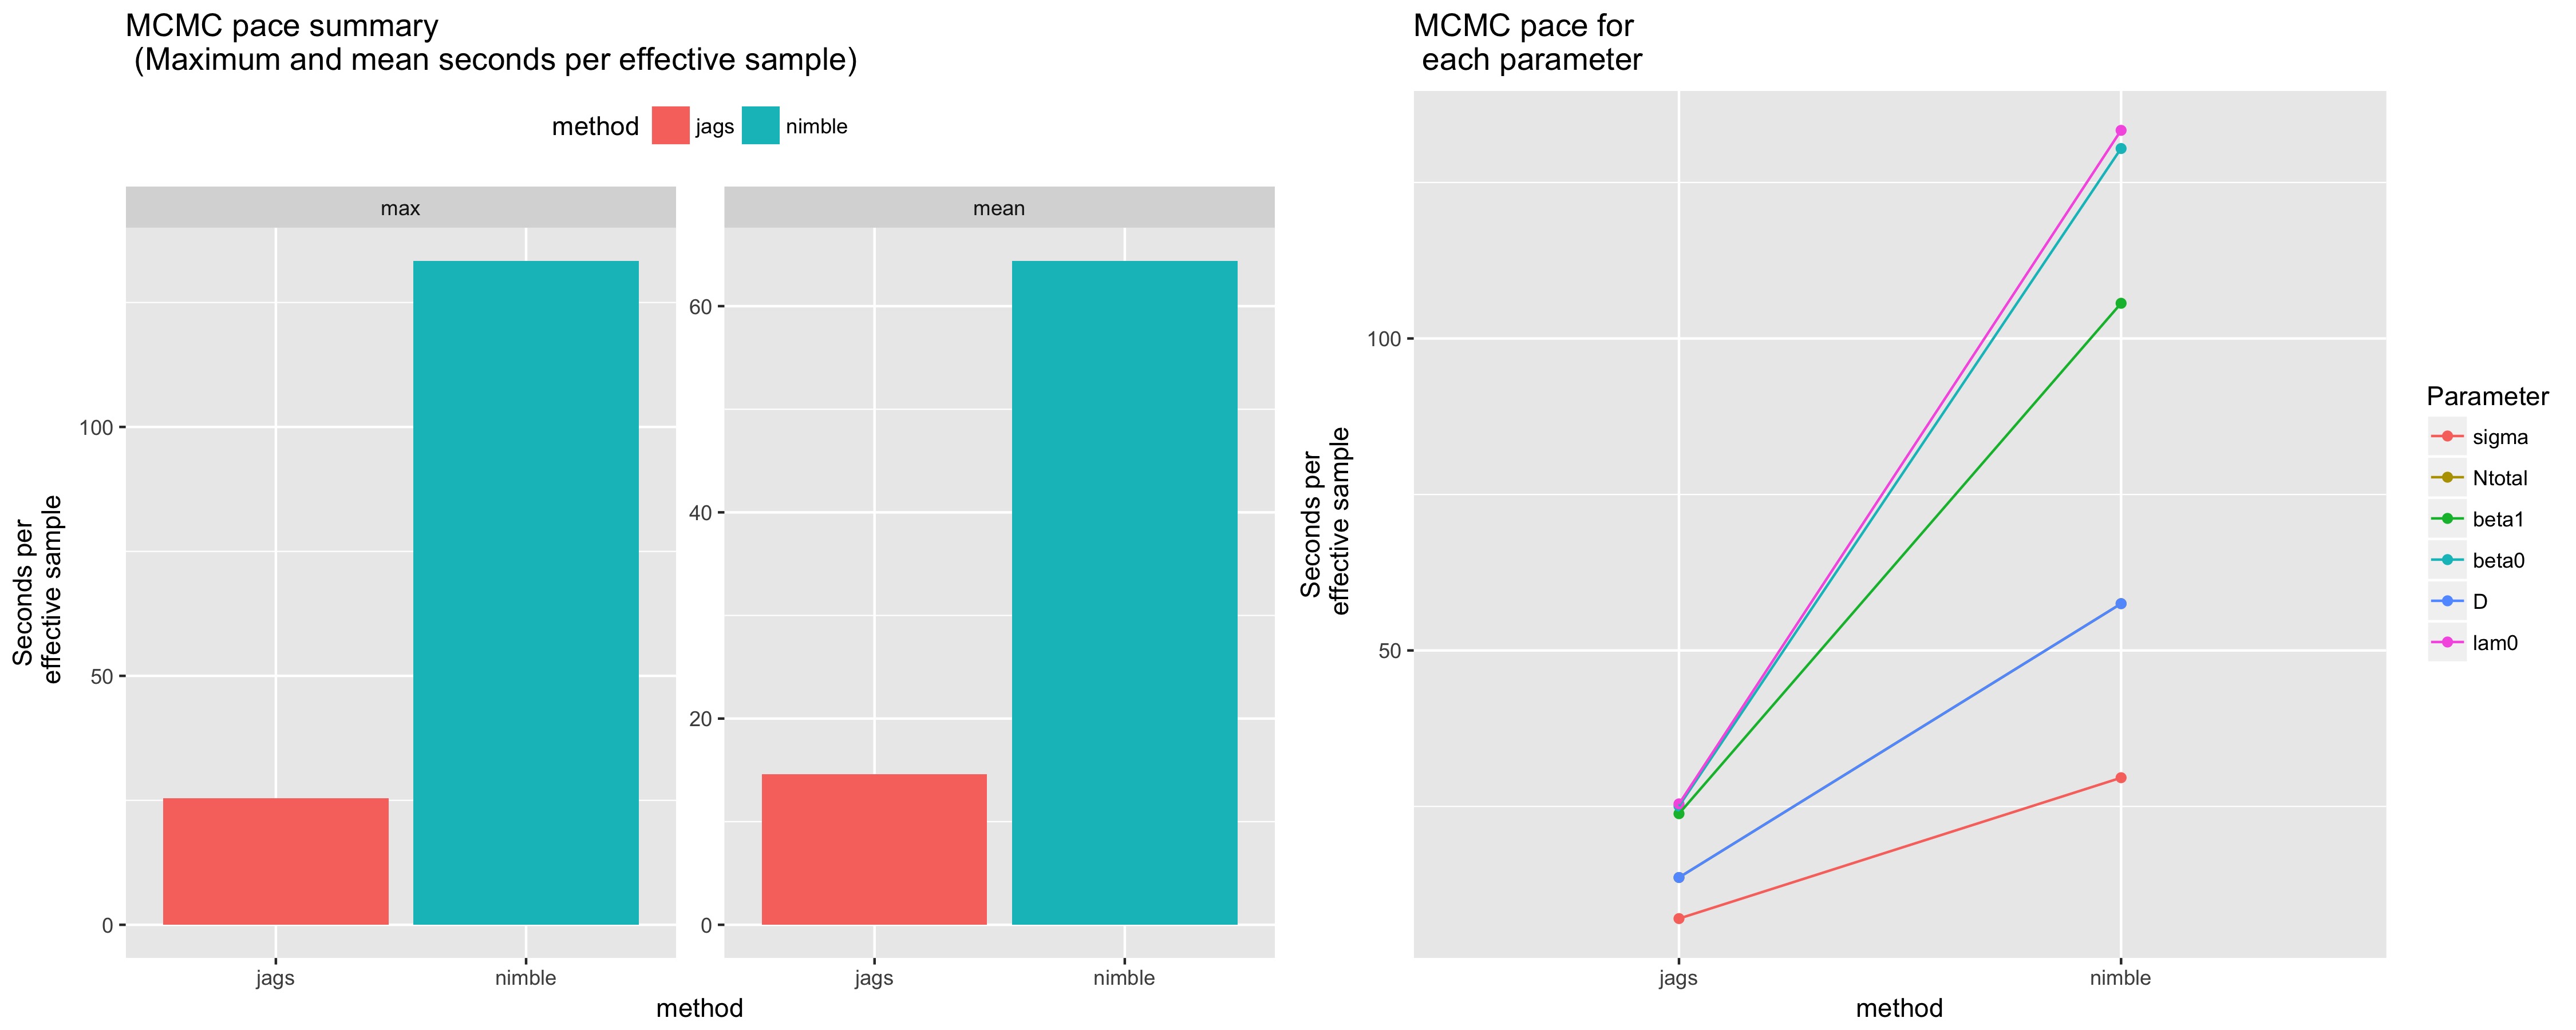 MCMC pace summary
(Maximum and mean seconds per effective sample)
method jags nimble
max
mean
Seconds per
effective sample
100
50
0
60
40
20
0
jags nimble
jags nimble
method
MCMC pace for
each parameter
Seconds per
effective sample
100
50
jags nimble
method
Parameter
sigma
Ntotal
beta1
beta0
D
lam0